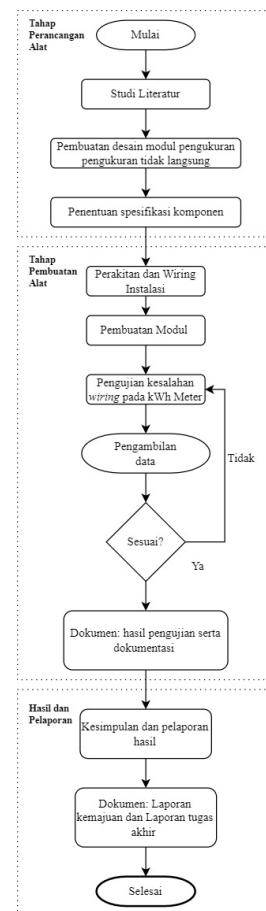 Tahap
Perancangan
Alat
Mulai
Studi Literatur
Pembuatan desain modul pengukuran
pengukuran tidak langsung
Penentuan spesifikasi komponen
Tahap
Pembuatan
Alat
Perakitan dan Wiring
Instalasi
Pembuatan Modul
Pengujian kesalahan
wiring pada kWh Meter
Pengambilan
data
Tidak
Sesuai?
Ya
Dokumen: hasil pengujian serta
dokumentasi
Hasil dan
Pelaporan
Kesimpulan dan pelaporan
hasil
Dokumen: Laporan
kemajuan dan Laporan tugas
akhir
Selesai